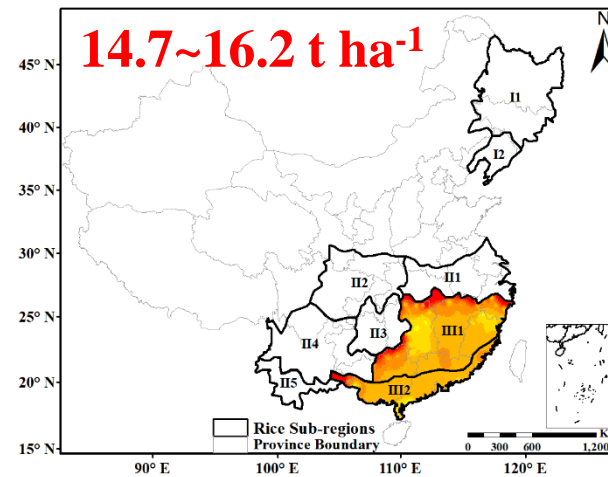 14.7~16.2 t ha-1
45° N
40° N
35° N
30° N
25° N
20° N
15° N
N
I1
I2
II1
II2
II3
II4
II5
III1
III2
Rice Sub-regions
Province Boundary
K
0 300 600 1,200
90° E 100° E 110° E 120° E